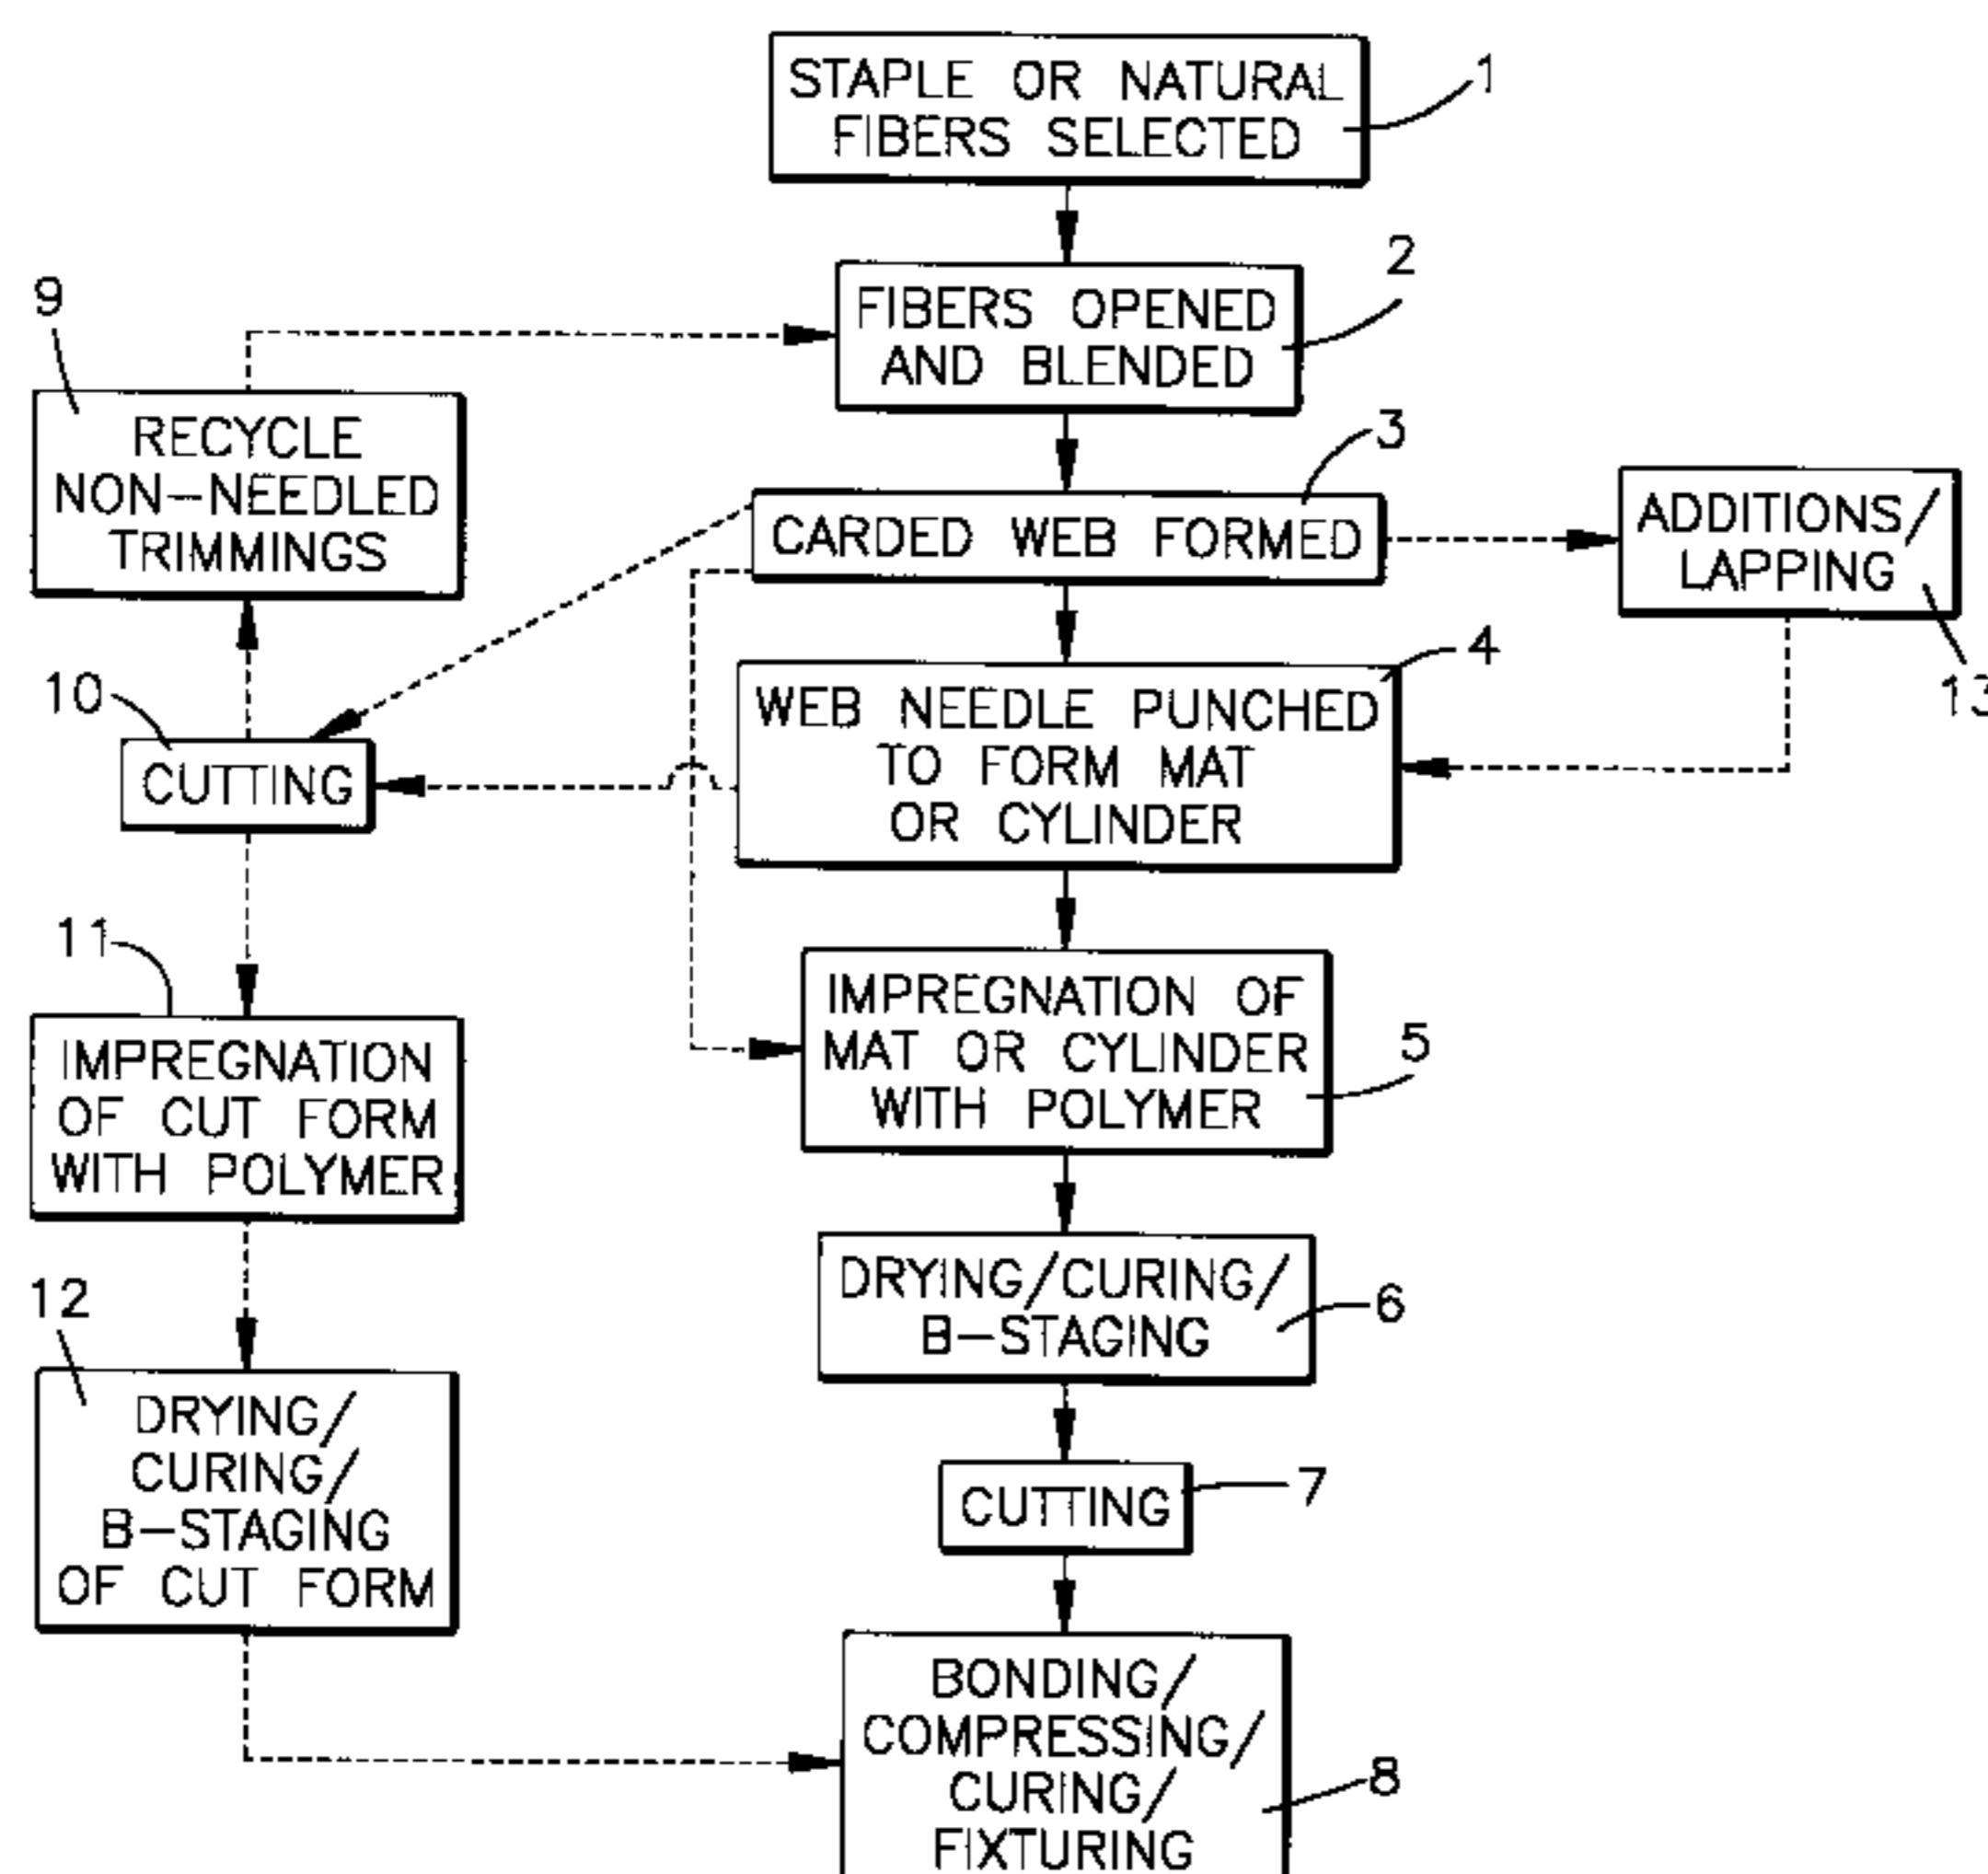 STAPLE OR NATURAL
FIBERS SELECTED
1
FIBERS OPENED
AND BLENDED
2
9
RECYCLE
NON-NEEDLED
TRIMMINGS
CARDED WEB FORMED
3
ADDITIONS/
LAPPING
13
WEB NEEDLE PUNCHED
TO FORM MAT
OR CYLINDER
4
10
CUTTING
11
IMPREGNATION
OF CUT FORM
WITH POLYMER
IMPREGNATION OF
MAT OR CYLINDER
WITH POLYMER
5
DRYING/CURING/
B-STAGING
6
12
DRYING/
CURING/
B-STAGING
OF CUT FORM
CUTTING
7
BONDING/
COMPRESSING/
CURING/
FIXTURING
8